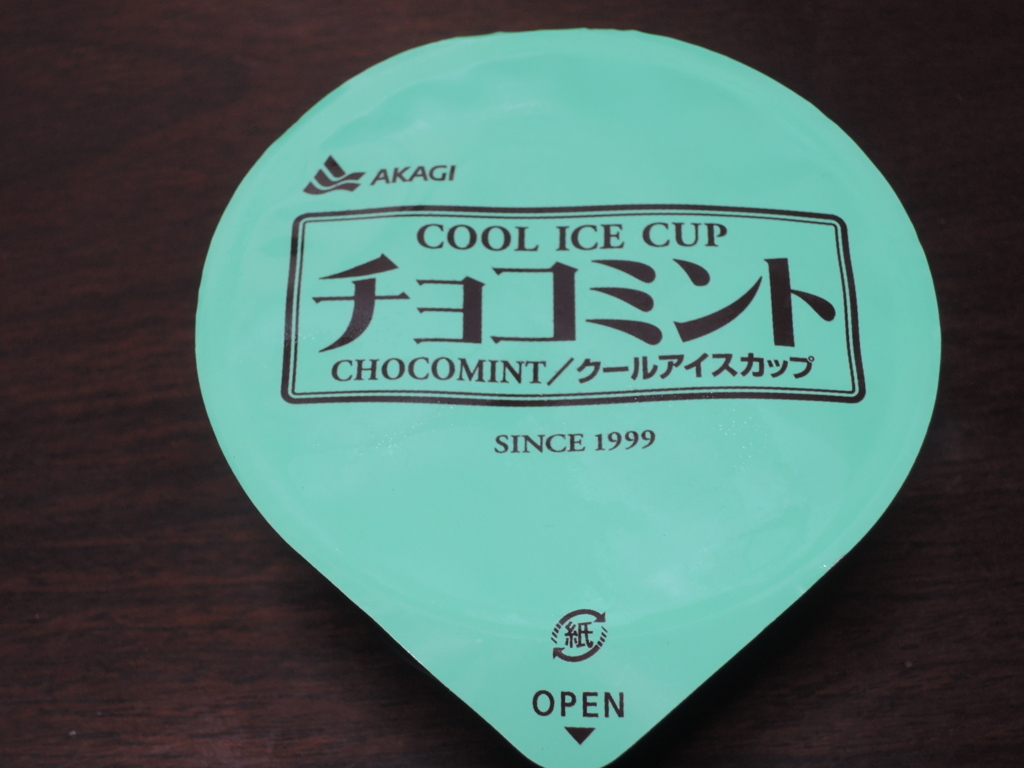 AKAGI
COOL ICE CUP
チョコミント
CHOCOMINT/クールアイスカップ
SINCE 1999
紙
OPEN